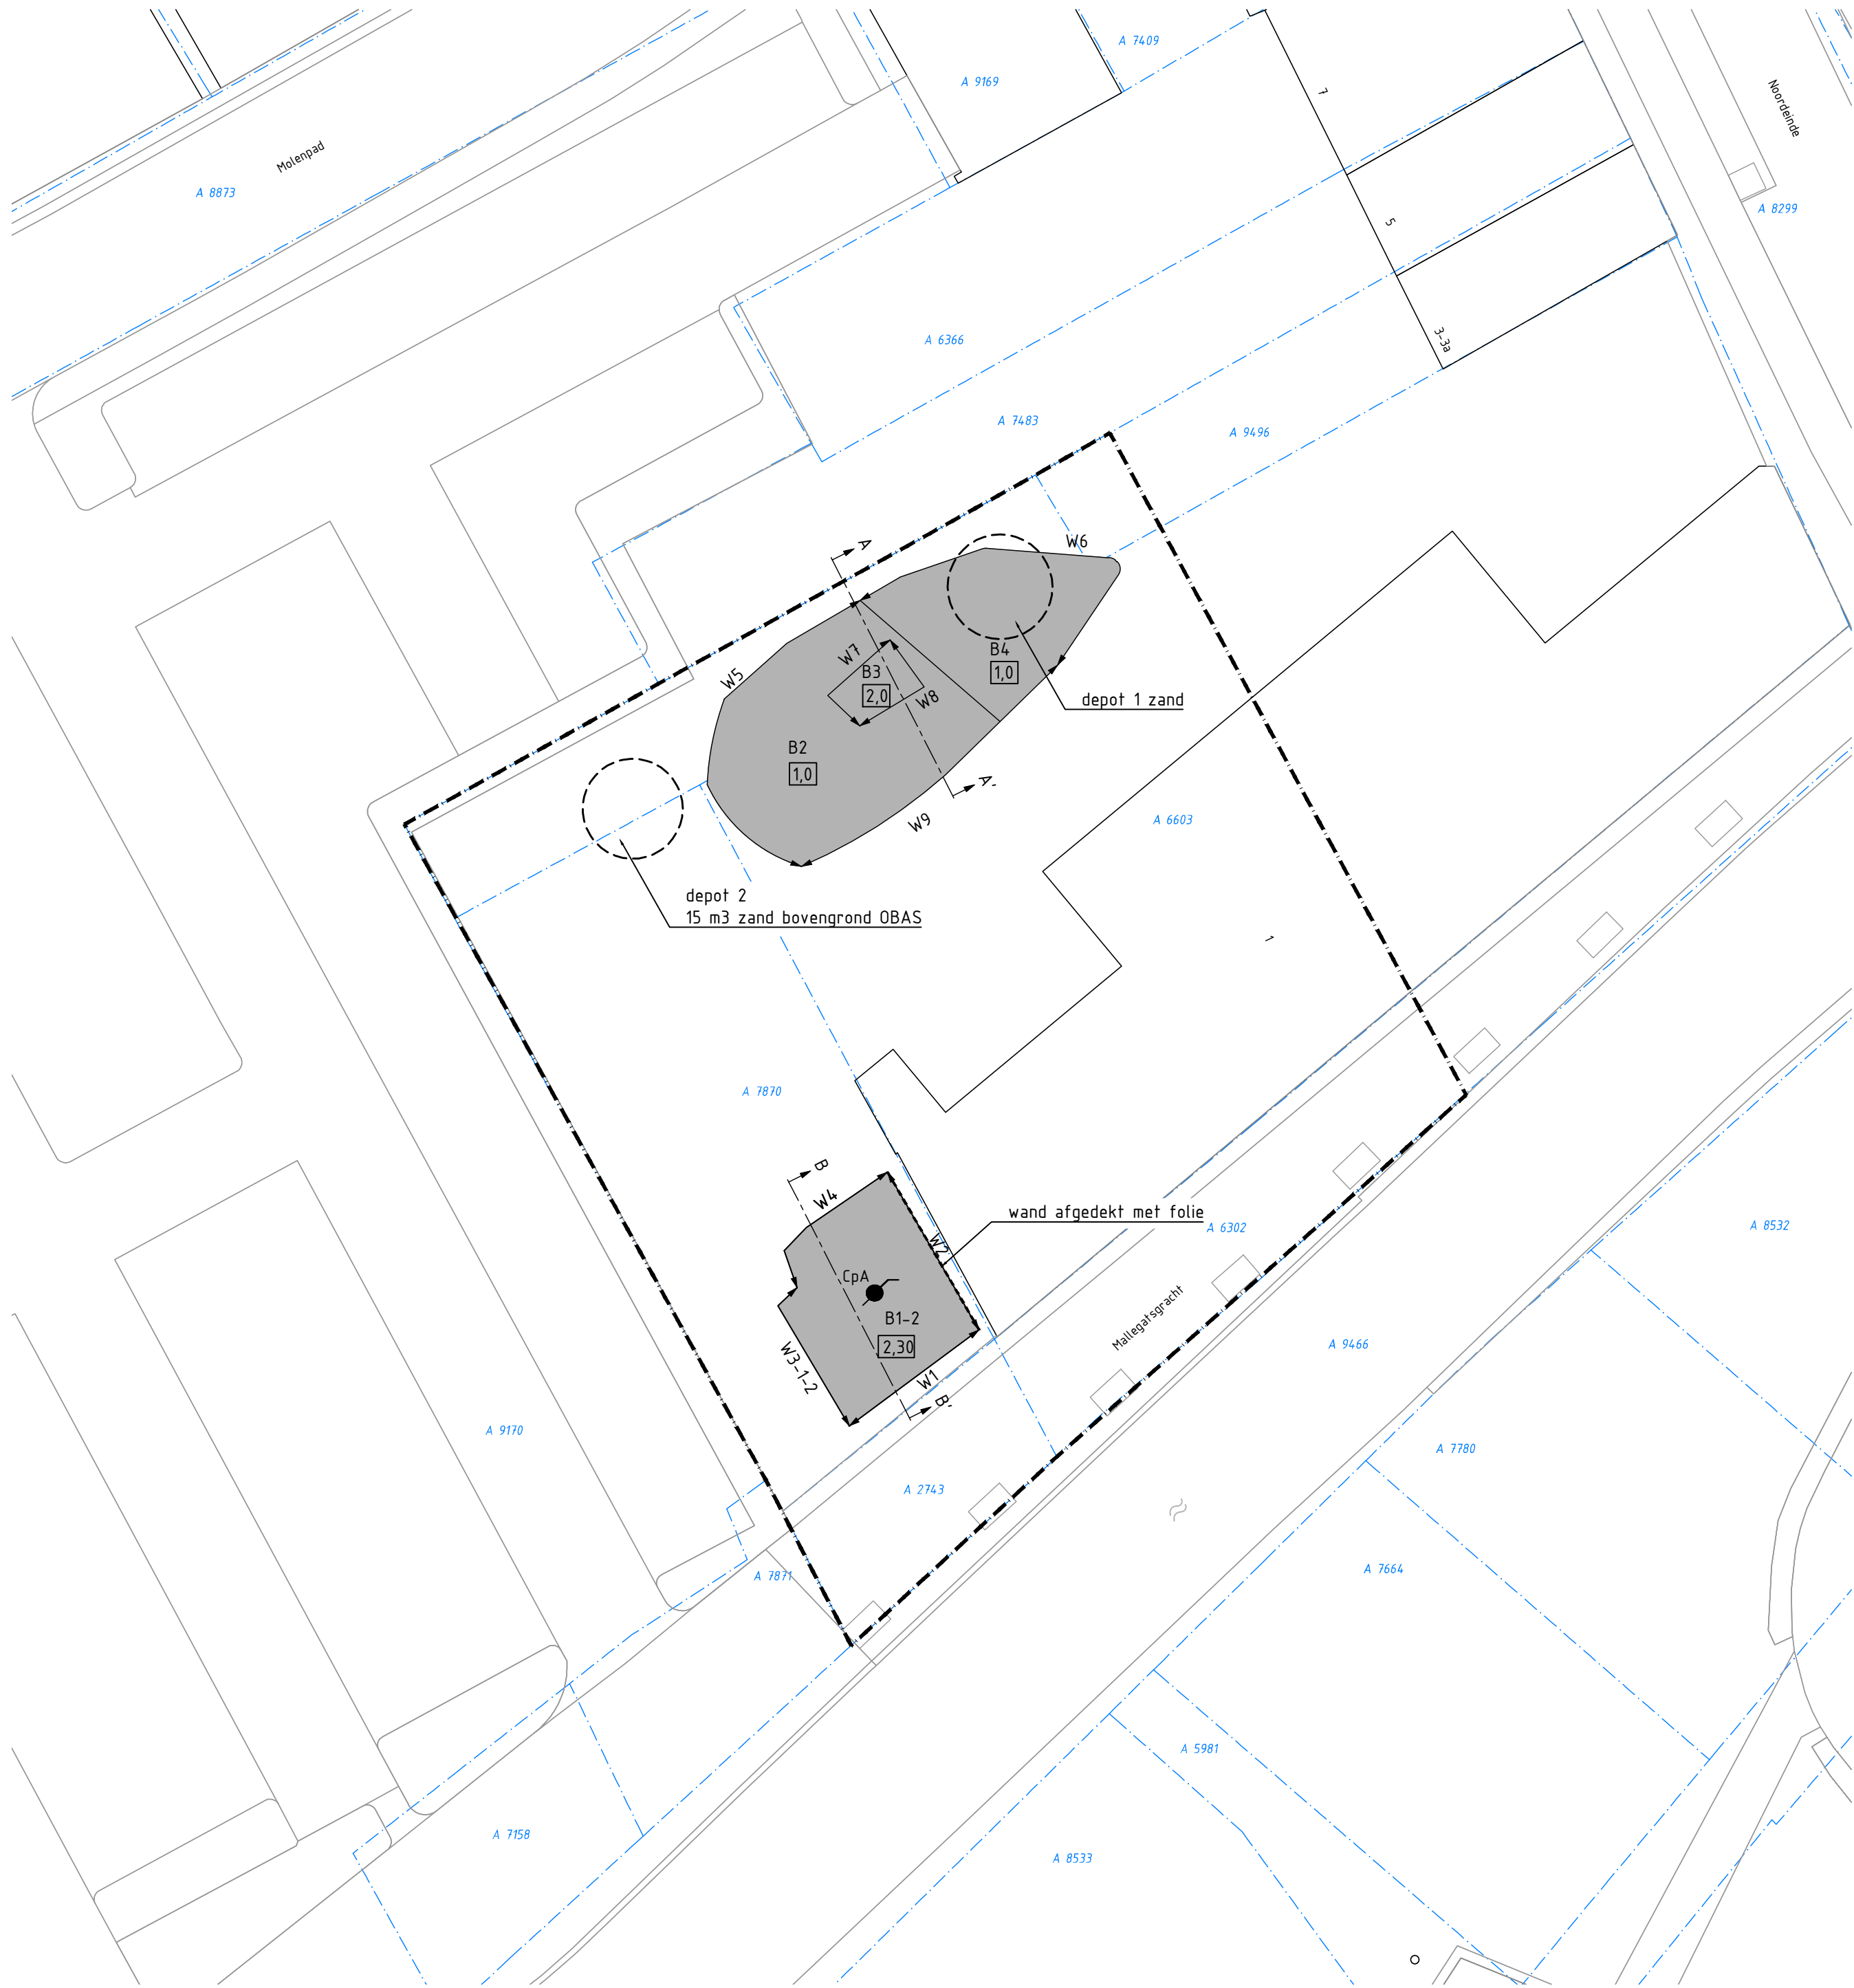 A 7409
A 9169
7
Noordeinde
Molenpad
A 8873
A 8299
5
A 6366
3-3a
A 7483
A 9496
A
W6
B4
1,0
W7
W5
B3
2,0
W8
depot 1 zand
B2
1,0
A'
W9
A 6603
depot 2
15 m3 zand bovengrond OBAS
1
A 7870
B
W4
wand afgedekt met folie
A 6302
A 8532
W2
CpA
B1-2
2,30
Mallegatsgracht
A 9466
W3-1-2
W1
B'
A 9170
A 7780
A 2743
A 7871
A 7664
A 5981
A 7158
A 8533